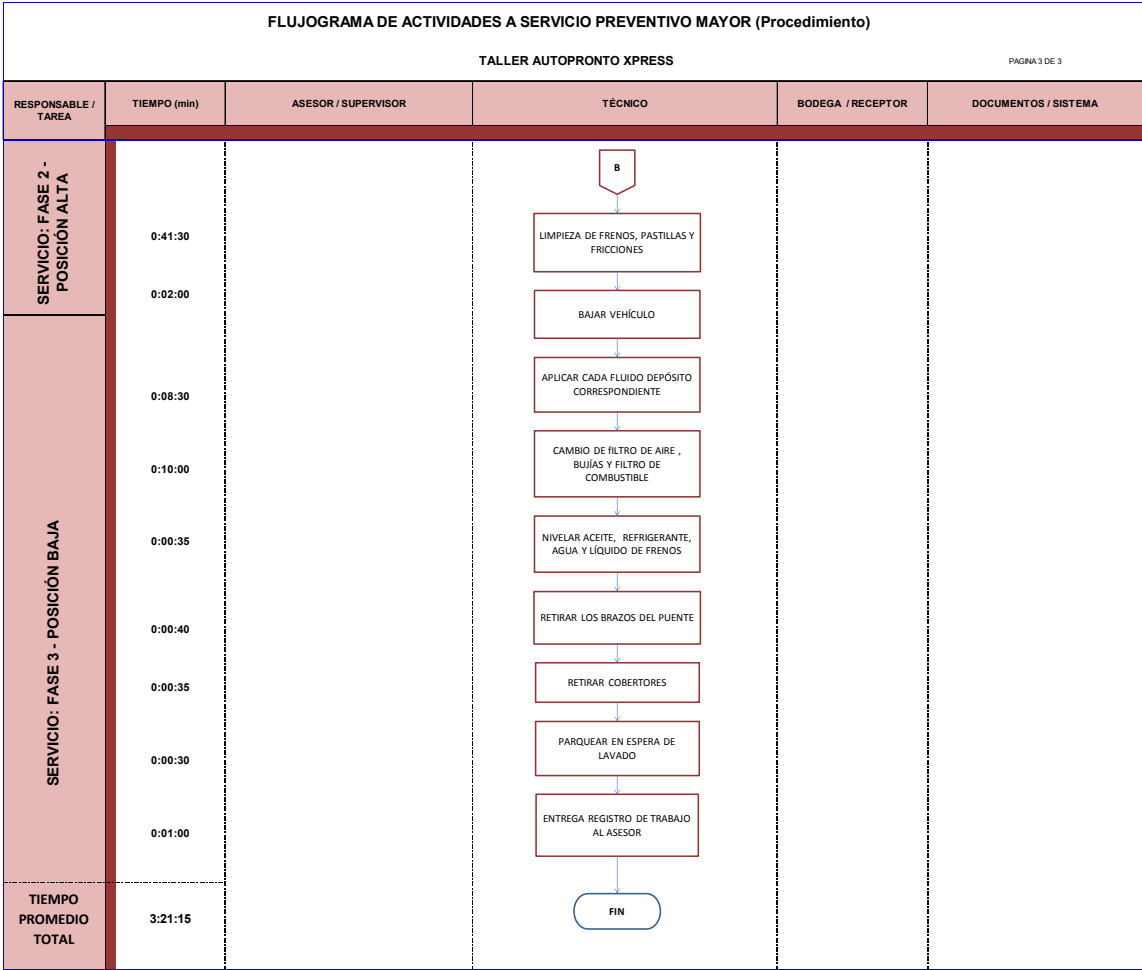 FLUJOGRAMA DE ACTIVIDADES A SERVICIO PREVENTIVO MAYOR (Procedimiento)
TALLER AUTOPRONTO XPRESS
PAGINA 3 DE 3
RESPONSABLE /
TAREA
TIEMPO (min)
ASESOR / SUPERVISOR
TÉCNICO
BODEGA / RECEPTOR
DOCUMENTOS / SISTEMA
SERVICIO: FASE 2 -
POSICIÓN ALTA
B
0:41:30
LIMPIEZA DE FRENOS, PASTILLAS Y
FRICCIONES
0:02:00
BAJAR VEHÍCULO
SERVICIO: FASE 3 - POSICIÓN BAJA
0:08:30
APLICAR CADA FLUIDO DEPÓSITO
CORRESPONDIENTE
0:10:00
CAMBIO DE fILTRO DE AIRE ,
BUJÍAS Y FILTRO DE
COMBUSTIBLE
0:00:35
NIVELAR ACEITE, REFRIGERANTE,
AGUA Y LÍQUIDO DE FRENOS
0:00:40
RETIRAR LOS BRAZOS DEL PUENTE
0:00:35
RETIRAR COBERTORES
0:00:30
PARQUEAR EN ESPERA DE
LAVADO
0:01:00
ENTREGA REGISTRO DE TRABAJO
AL ASESOR
TIEMPO
PROMEDIO
TOTAL
3:21:15
FIN